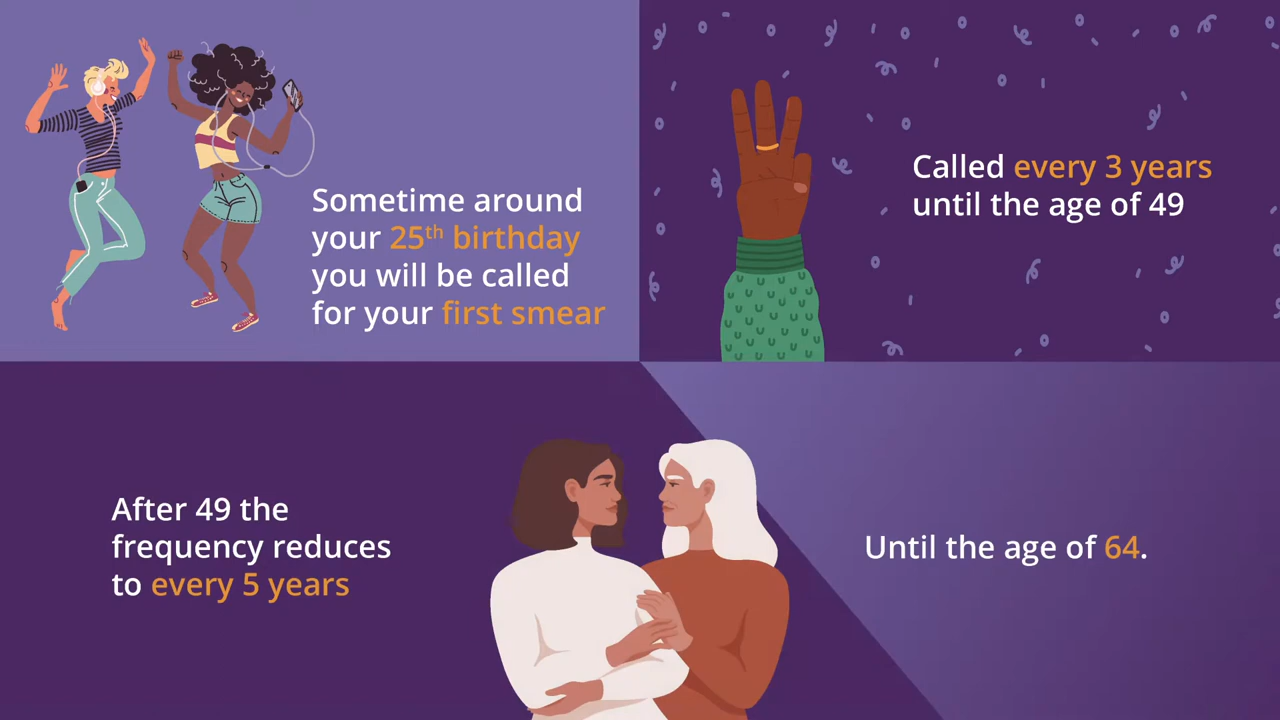 Sometime around
your 25th birthday
you will be called
for your first smear
Called every 3 years
until the age of 49
After 49 the
frequency reduces
to every 5 years
Until the age of 64.